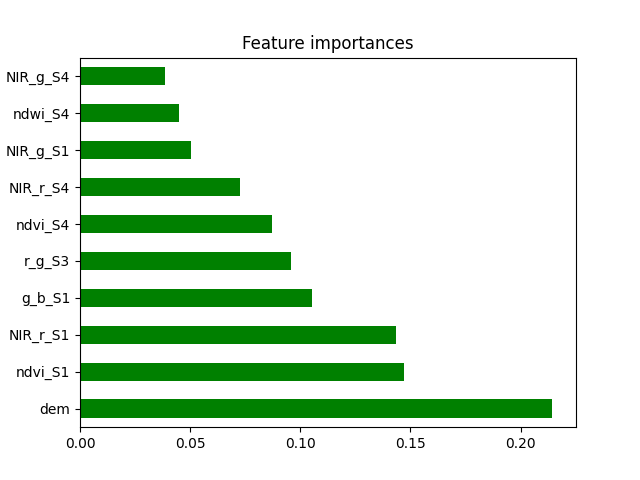 Feature importances
NIR_g_S4
ndwi_S4
NIR_g_S1
NIR_r_S4
ndvi_S4
r_g_S3
g_b_S1
NIR_r_S1
ndvi_S1
dem
0.00 0.05 0.10 0.15 0.20